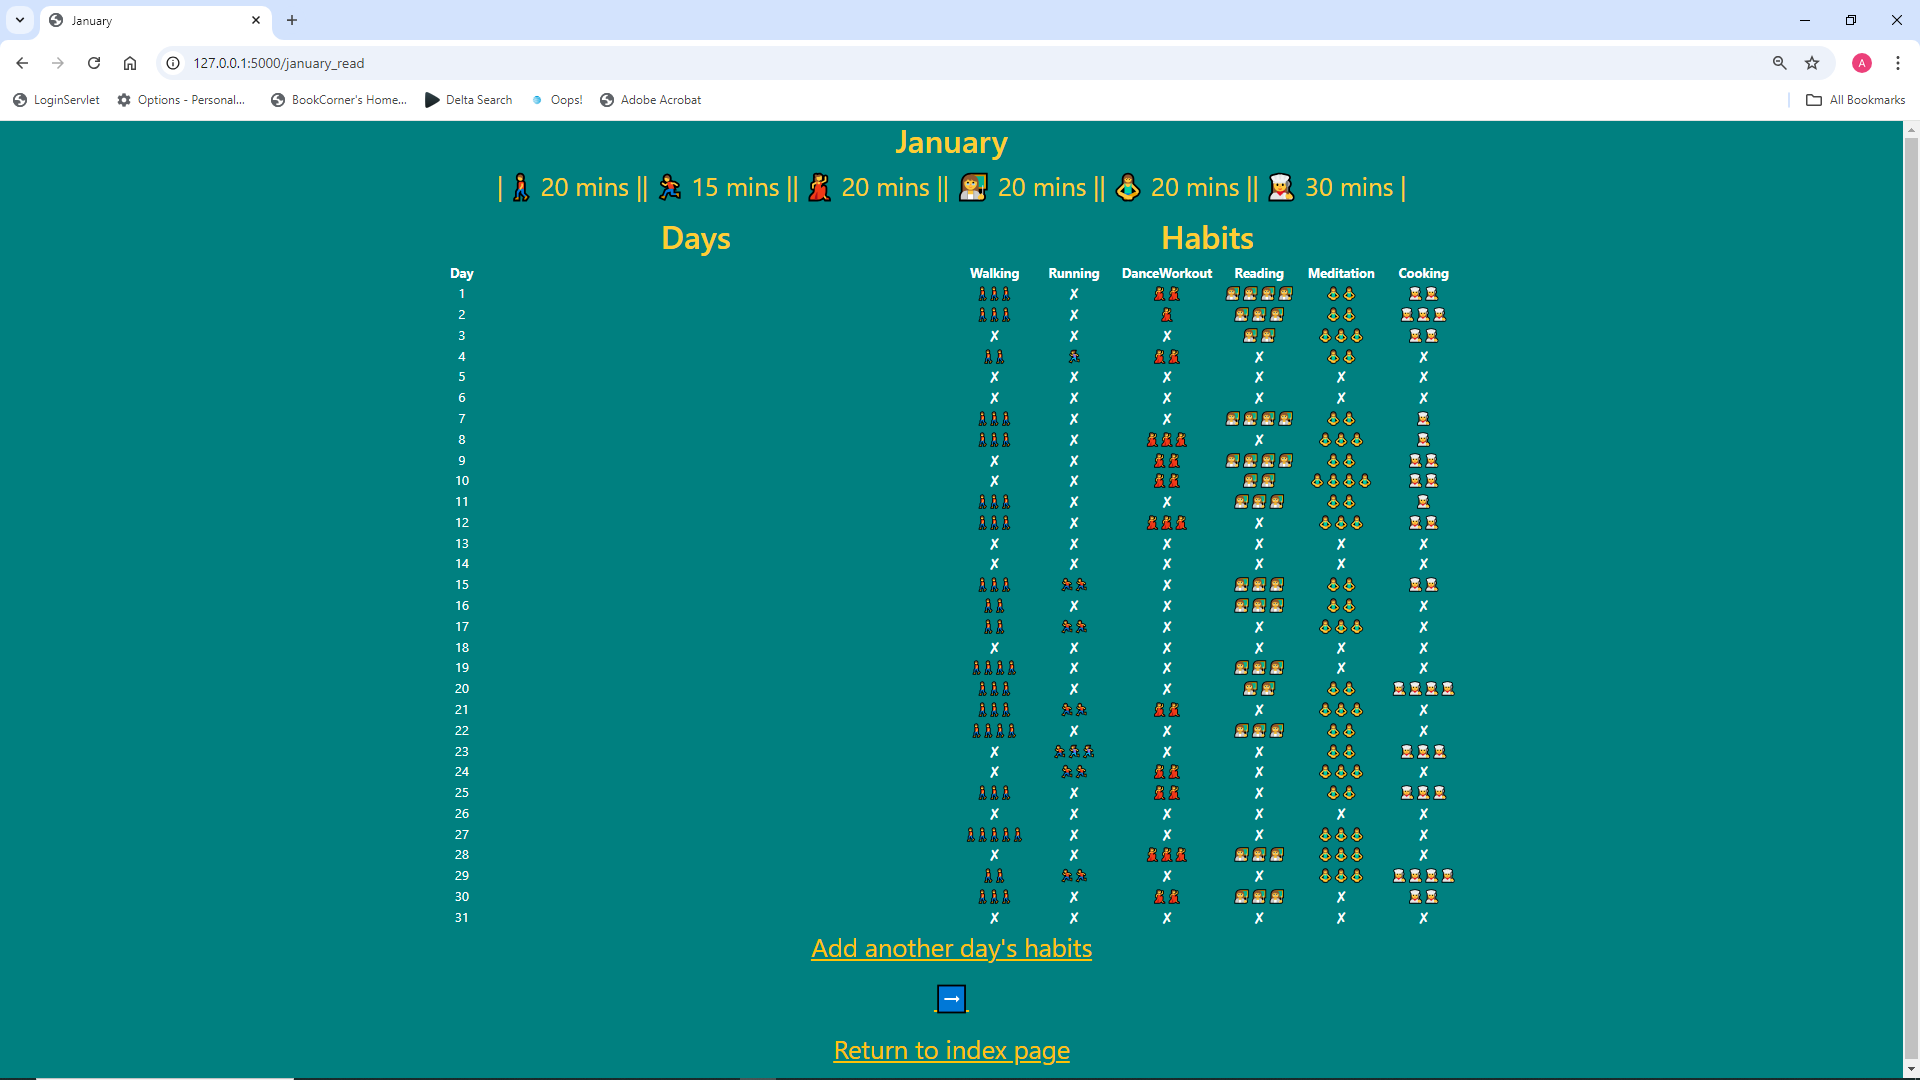 January
127.0.0.1:5000/january_read
A
LoginServlet Options - Personal... BookCorner's Home... Delta Search Oops! Adobe Acrobat All Bookmarks
January
| 🚶 20 mins || 🏃 15 mins || 💃 20 mins || 👩‍🏫 20 mins || 🧘 20 mins || 👨‍🍳 30 mins |
Days Habits
Day Walking Running DanceWorkout Reading Meditation Cooking
1 ✗
2 ✗
3 ✗ ✗ ✗
4 ✗ ✗
5 ✗ ✗ ✗ ✗ ✗ ✗
6 ✗ ✗ ✗ ✗ ✗ ✗
7 ✗ ✗
8 ✗ ✗
9 ✗ ✗
10 ✗ ✗
11 ✗ ✗
12 ✗ ✗
13 ✗ ✗ ✗ ✗ ✗ ✗
14 ✗ ✗ ✗ ✗ ✗ ✗
15 ✗
16 ✗ ✗ ✗
17 ✗ ✗ ✗
18 ✗ ✗ ✗ ✗ ✗ ✗
19 ✗ ✗ ✗ ✗
20 ✗ ✗
21 ✗ ✗
22 ✗ ✗ ✗
23 ✗ ✗ ✗
24 ✗ ✗ ✗
25 ✗ ✗
26 ✗ ✗ ✗ ✗ ✗ ✗
27 ✗ ✗ ✗ ✗
28 ✗ ✗ ✗
29 ✗ ✗
30 ✗ ✗
31 ✗ ✗ ✗ ✗ ✗ ✗
Add another day's habits
→
Return to index page